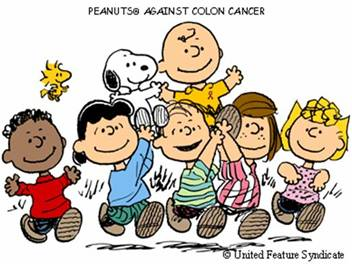 PEANUTS® AGAINST COLON CANCER
© United Feature Syndicate